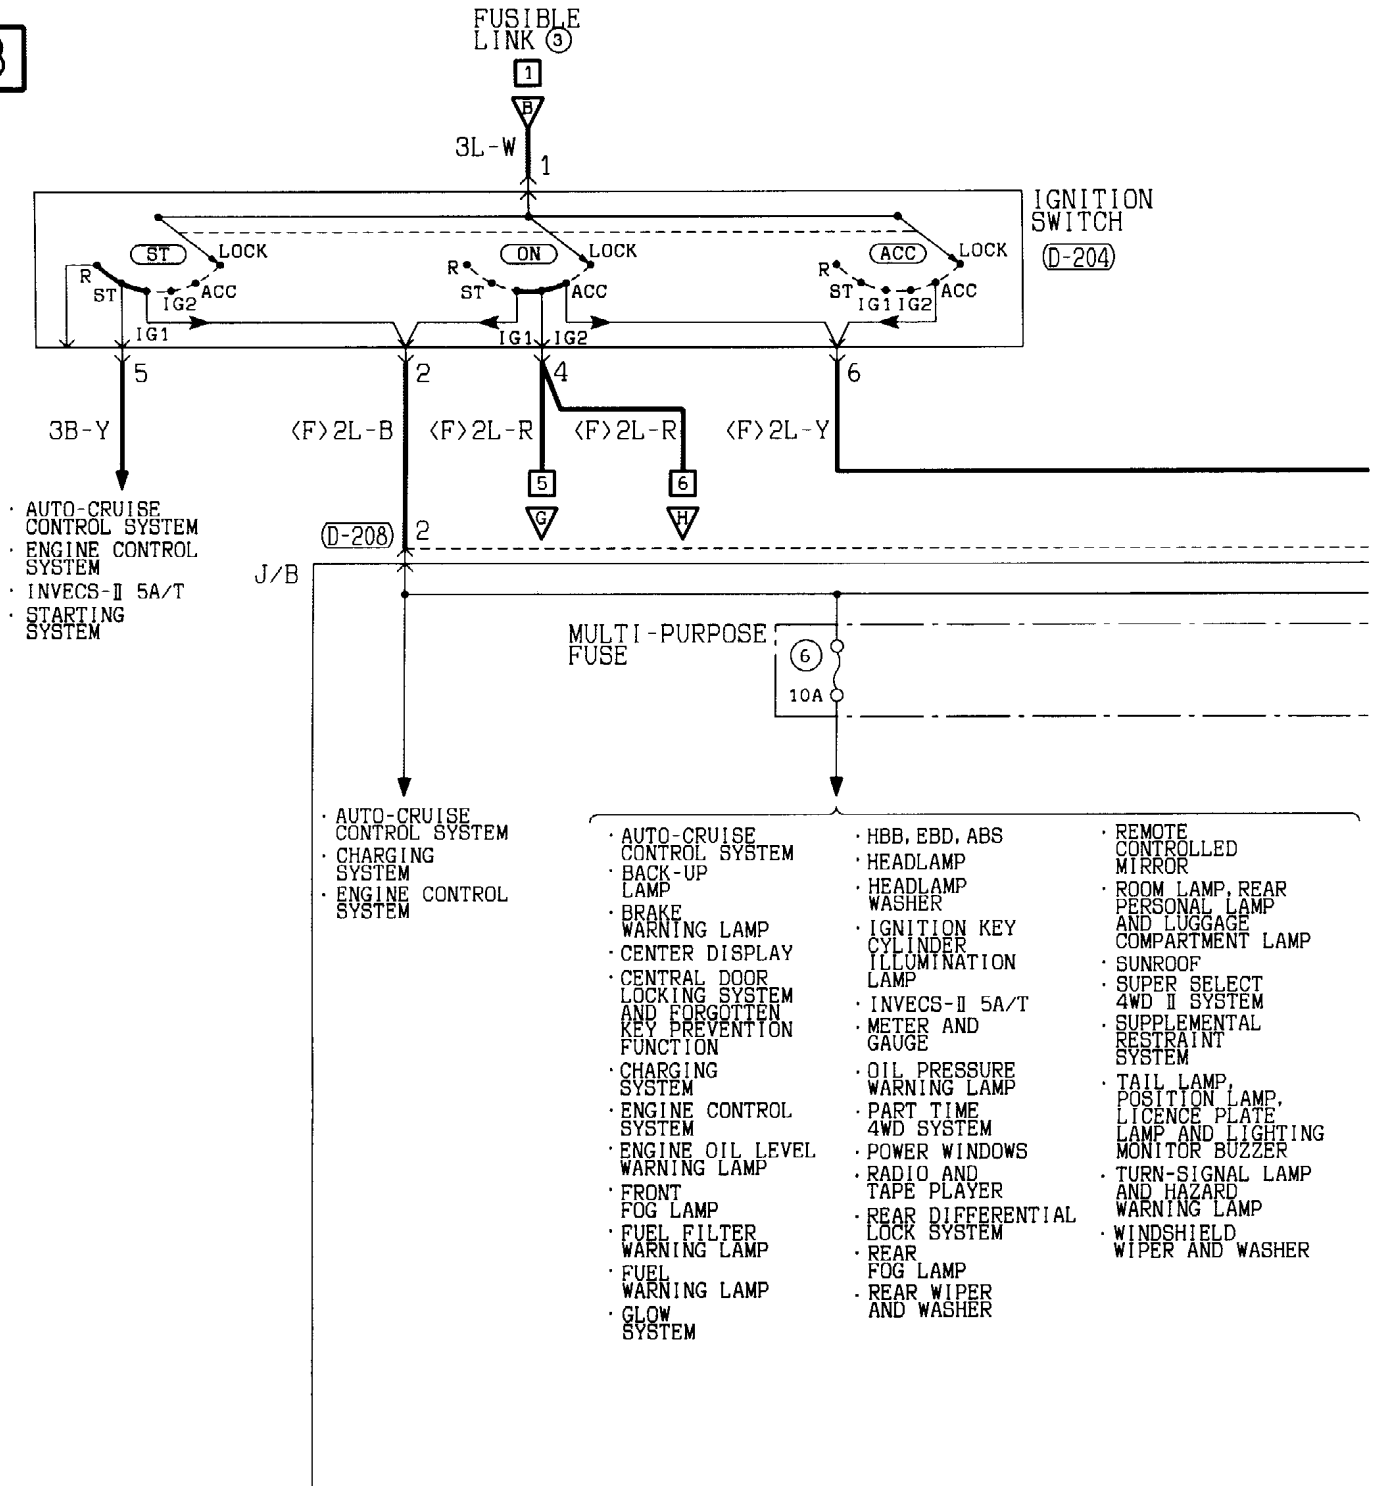 FUSIBLE
LINK ③
1
B
3L-W
1
IGNITION
SWITCH
D-204
ST
LOCK
R
ST
IG1
IG2
ACC
ON
LOCK
R
ST
IG1
IG2
ACC
ACC
LOCK
R
ST
IG1
IG2
ACC
5
2
4
6
3B-Y
<F>2L-B
<F>2L-R
<F>2L-R
<F>2L-Y
5
G
6
H
· AUTO-CRUISE
CONTROL SYSTEM
· ENGINE CONTROL
SYSTEM
· INVECS-Ⅱ 5A/T
· STARTING
SYSTEM
D-208
2
J/B
MULTI-PURPOSE
FUSE
⑥
10A
· AUTO-CRUISE
CONTROL SYSTEM
· CHARGING
SYSTEM
· ENGINE CONTROL
SYSTEM
· AUTO-CRUISE
CONTROL SYSTEM
· BACK-UP
LAMP
· BRAKE
WARNING LAMP
· CENTER DISPLAY
· CENTRAL DOOR
LOCKING SYSTEM
AND FORGOTTEN
KEY PREVENTION
FUNCTION
· CHARGING
SYSTEM
· ENGINE CONTROL
SYSTEM
· ENGINE OIL LEVEL
WARNING LAMP
· FRONT
FOG LAMP
· FUEL FILTER
WARNING LAMP
· FUEL
WARNING LAMP
· GLOW
SYSTEM
· HBB, EBD, ABS
· HEADLAMP
· HEADLAMP
WASHER
· IGNITION KEY
CYLINDER
ILLUMINATION
LAMP
· INVECS-Ⅱ 5A/T
· METER AND
GAUGE
· OIL PRESSURE
WARNING LAMP
· PART TIME
4WD SYSTEM
· POWER WINDOWS
· RADIO AND
TAPE PLAYER
· REAR DIFFERENTIAL
LOCK SYSTEM
· REAR
FOG LAMP
· REAR WIPER
AND WASHER
· REMOTE
CONTROLLED
MIRROR
· ROOM LAMP, REAR
PERSONAL LAMP
AND LUGGAGE
COMPARTMENT LAMP
· SUNROOF
· SUPER SELECT
4WD Ⅱ SYSTEM
· SUPPLEMENTAL
RESTRAINT
SYSTEM
· TAIL LAMP,
POSITION LAMP,
LICENCE PLATE
LAMP AND LIGHTING
MONITOR BUZZER
· TURN-SIGNAL LAMP
AND HAZARD
WARNING LAMP
· WINDSHIELD
WIPER AND WASHER